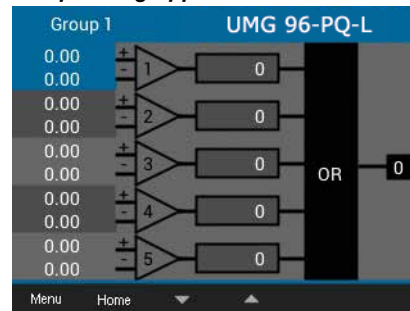 Group 1 UMG 96-PQ-L
0.00 + 1 0
0.00 -
0.00 + 2 0
0.00 -
0.00 + 3 0
0.00 - OR 0
0.00 + 4 0
0.00 -
0.00 + 5 0
0.00 -
Menu Home